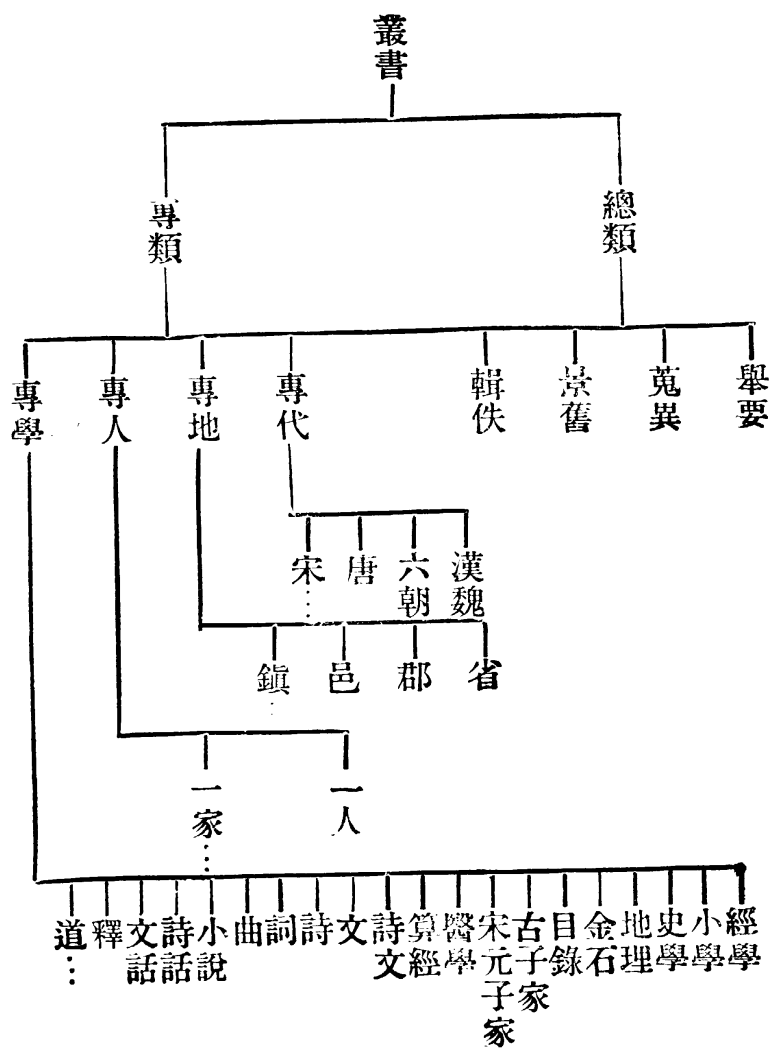 叢書
總類
專類
舉要
蒐異
景舊
輯佚
專代
專地
專人
專學
漢魏
六朝
唐
宋……
省
郡
邑
鎭…
一人
一家…
經學
小學
史學
地理
金石
目錄
古子家
宋元子家
醫學
算經
詩文
文
詩
詞
曲
小說
詩話
文話
釋
道…